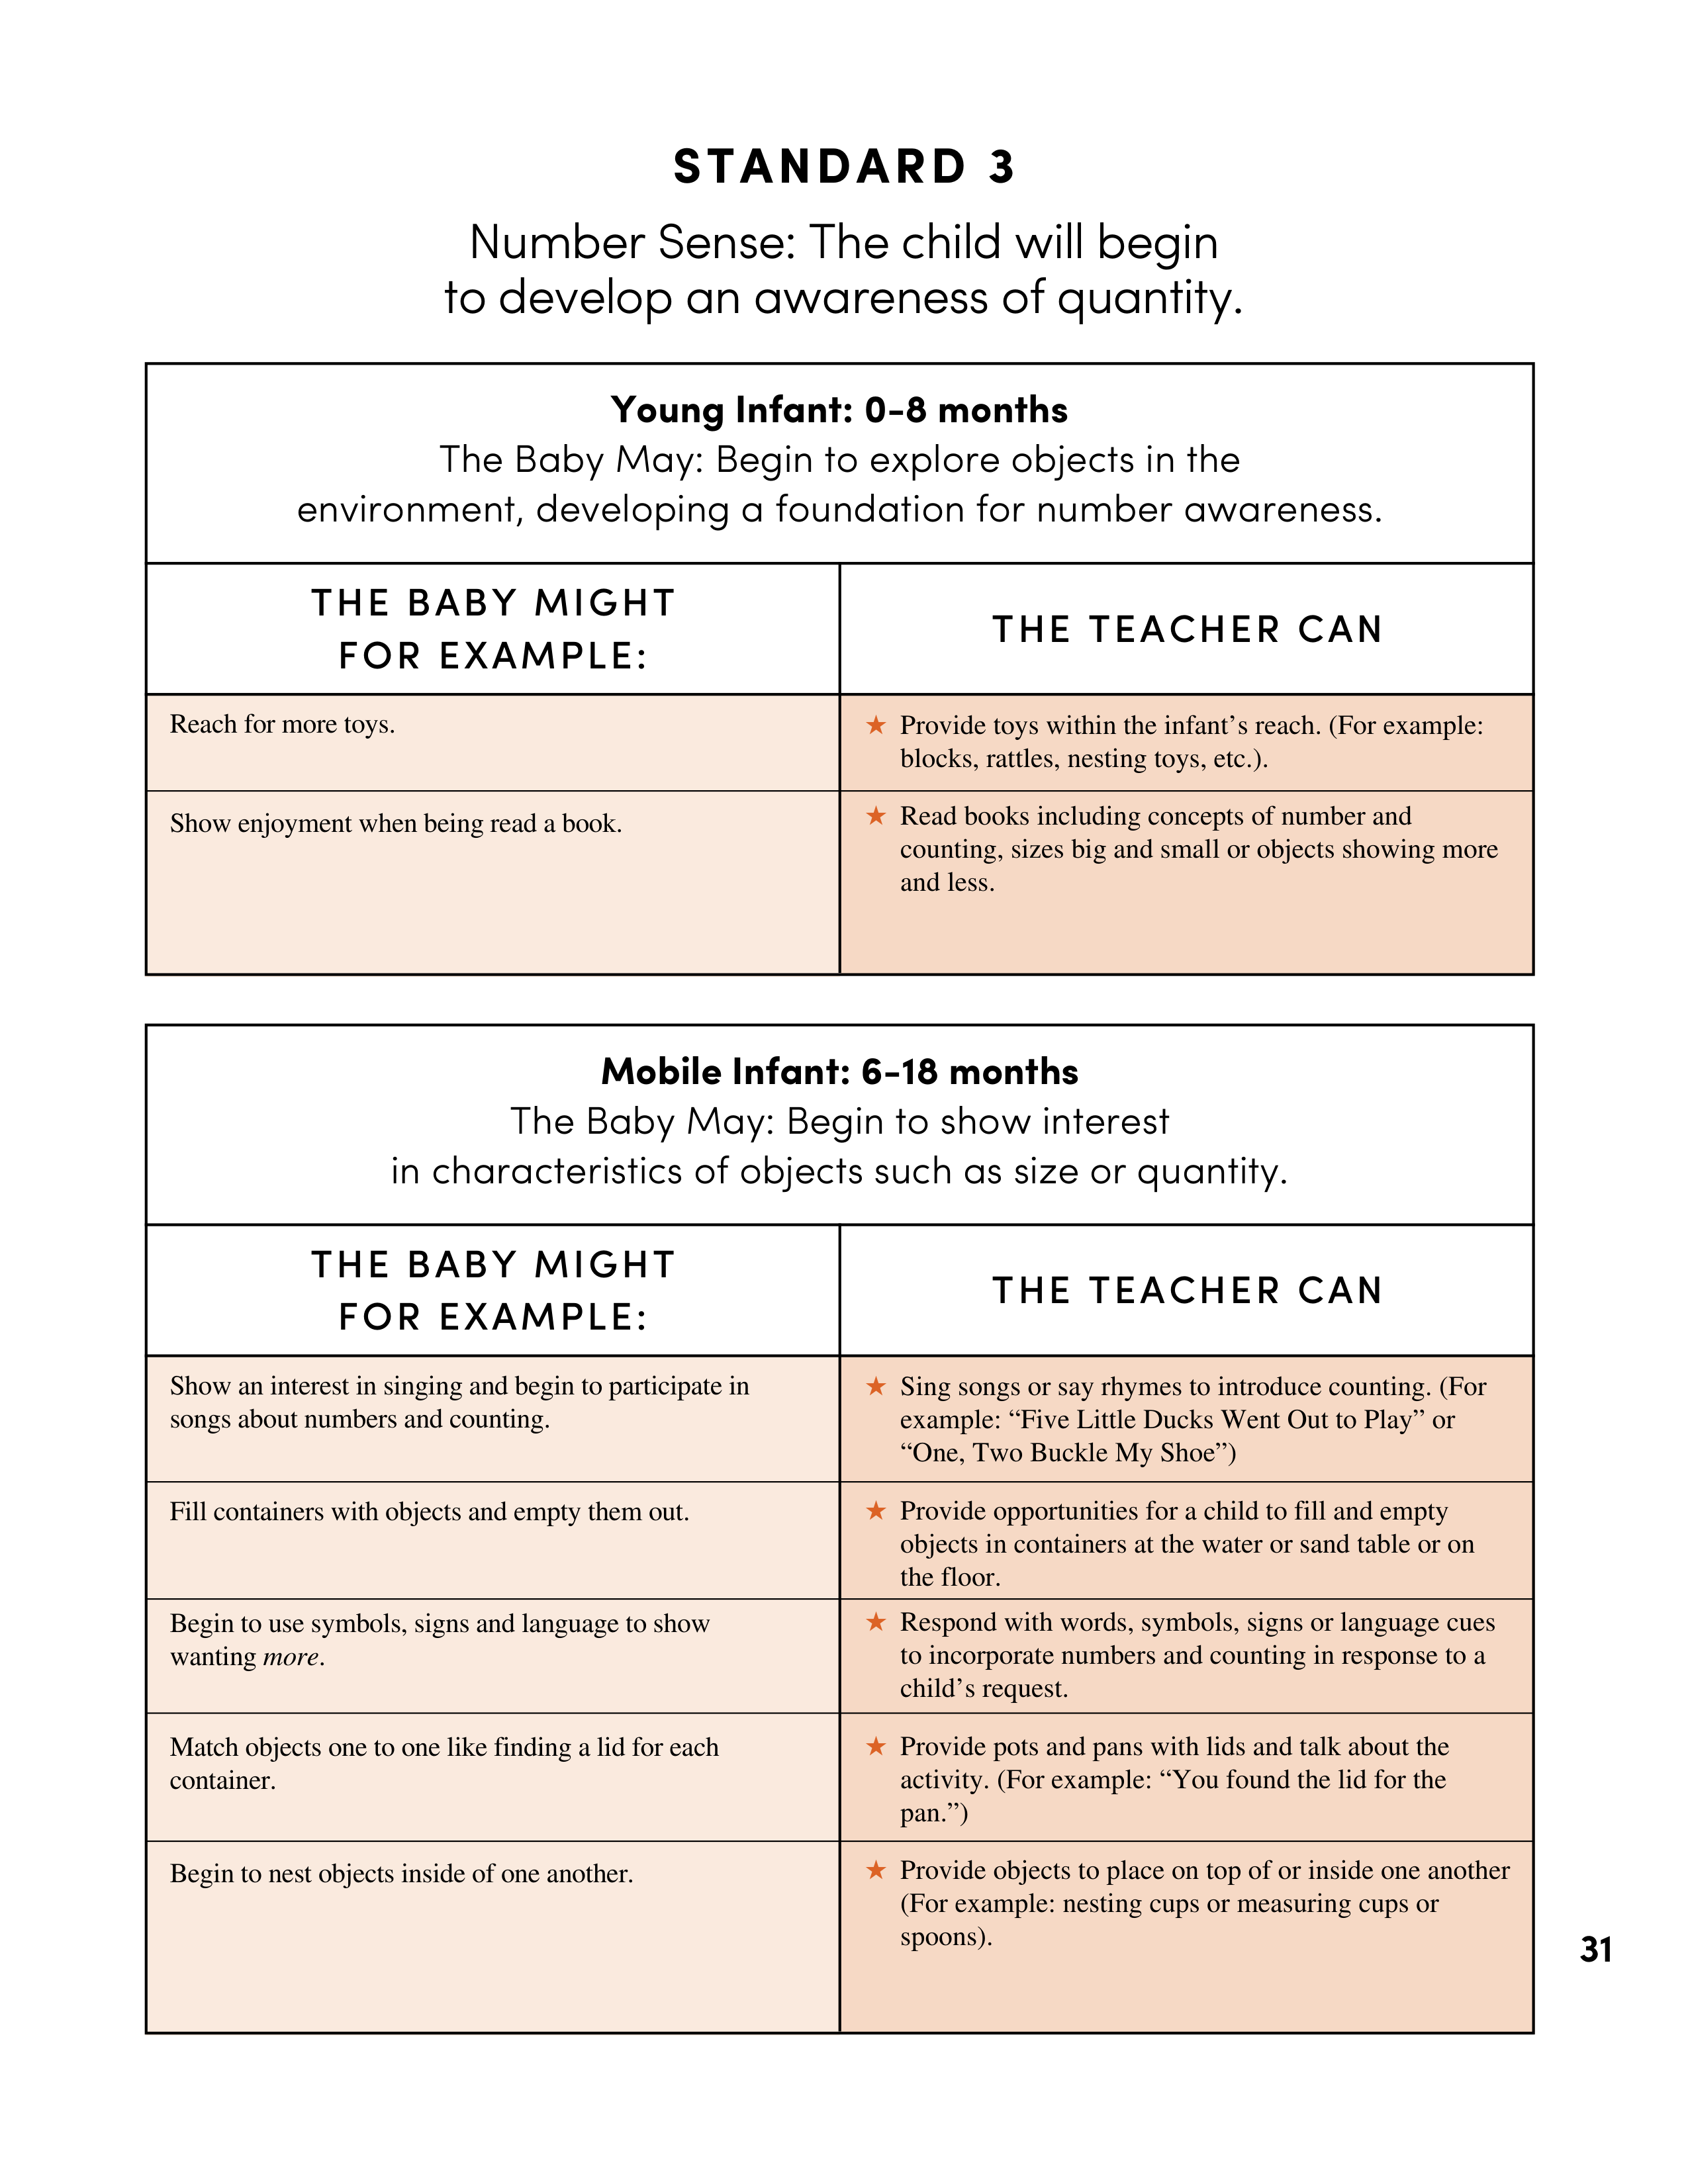 STANDARD 3
Number Sense: The child will begin
to develop an awareness of quantity.
Young Infant: 0-8 months
The Baby May: Begin to explore objects in the
environment, developing a foundation for number awareness.
THE BABY MIGHT
FOR EXAMPLE:
THE TEACHER CAN
Reach for more toys.
★ Provide toys within the infant’s reach. (For example:
blocks, rattles, nesting toys, etc.).
Show enjoyment when being read a book.
★ Read books including concepts of number and
counting, sizes big and small or objects showing more
and less.
Mobile Infant: 6-18 months
The Baby May: Begin to show interest
in characteristics of objects such as size or quantity.
THE BABY MIGHT
FOR EXAMPLE:
THE TEACHER CAN
Show an interest in singing and begin to participate in
songs about numbers and counting.
★ Sing songs or say rhymes to introduce counting. (For
example: “Five Little Ducks Went Out to Play” or
“One, Two Buckle My Shoe”)
Fill containers with objects and empty them out.
★ Provide opportunities for a child to fill and empty
objects in containers at the water or sand table or on
the floor.
Begin to use symbols, signs and language to show
wanting more.
★ Respond with words, symbols, signs or language cues
to incorporate numbers and counting in response to a
child’s request.
Match objects one to one like finding a lid for each
container.
★ Provide pots and pans with lids and talk about the
activity. (For example: “You found the lid for the
pan.”)
Begin to nest objects inside of one another.
★ Provide objects to place on top of or inside one another
(For example: nesting cups or measuring cups or
spoons).
31